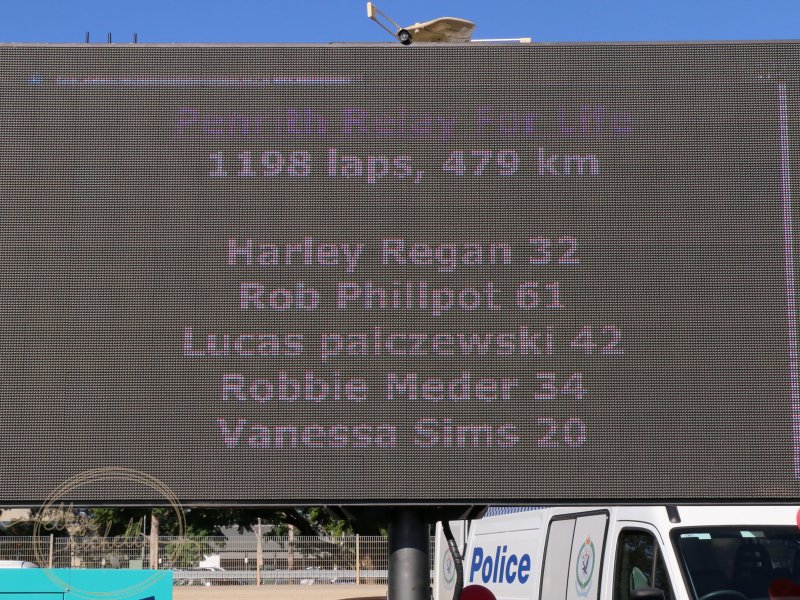 Penrith Relay For Life
1198 laps, 479 km
Harley Regan 32
Rob Phillpot 61
Lucas palczewski 42
Robbie Meder 34
Vanessa Sims 20
Police